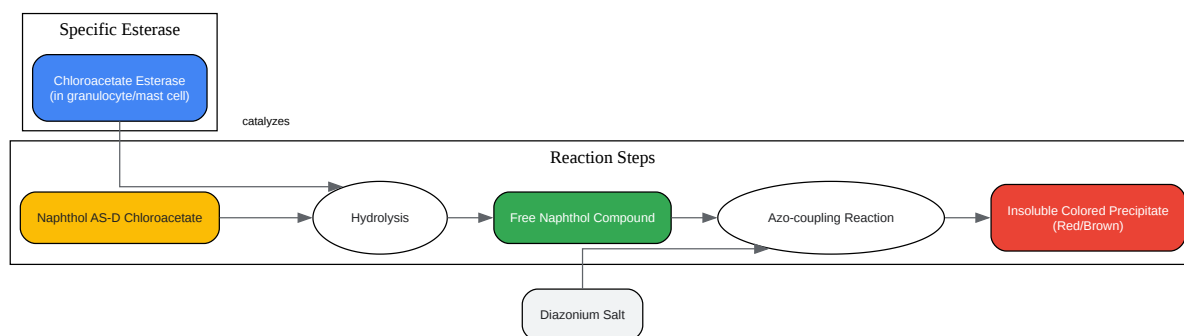 Specific Esterase
Chloroacetate Esterase
(in granulocyte/mast cell)
catalyzes
Reaction Steps
Naphthol AS-D Chloroacetate
Hydrolysis
Free Naphthol Compound
Azo-coupling Reaction
Insoluble Colored Precipitate
(Red/Brown)
Diazonium Salt